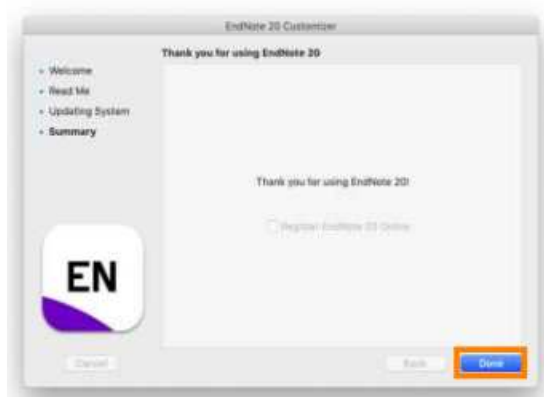 EndNote 20 Customizer
Thank you for using EndNote 20
• Welcome
• Read Me
• Updating System
• Summary
Thank you for using EndNote 20!
Register EndNote 20 Online
EN
Cancel
Back
Done